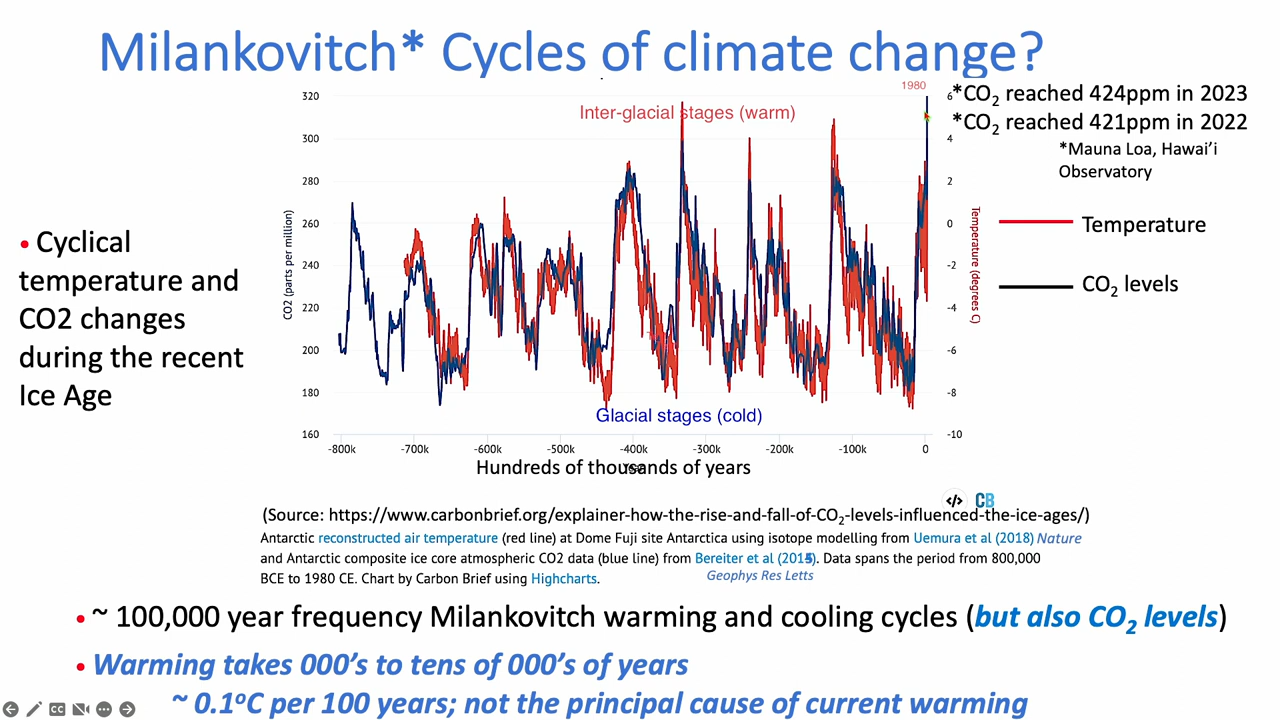 Milankovitch* Cycles of climate change?
1980
*CO₂ reached 424ppm in 2023
*CO₂ reached 421ppm in 2022
*Mauna Loa, Hawai'i
Observatory
Inter-glacial stages (warm)
320
300
280
260
240
220
200
180
160
CO2 (parts per million)
6
4
2
0
-2
-4
-6
-8
-10
Temperature (degrees C)
Temperature
CO₂ levels
• Cyclical
temperature and
CO2 changes
during the recent
Ice Age
Glacial stages (cold)
-800k -700k -600k -500k -400k -300k -200k -100k 0
Hundreds of thousands of years
</> CB
(Source: https://www.carbonbrief.org/explainer-how-the-rise-and-fall-of-CO₂-levels-influenced-the-ice-ages/)
Antarctic reconstructed air temperature (red line) at Dome Fuji site Antarctica using isotope modelling from Uemura et al (2018) Nature
and Antarctic composite ice core atmospheric CO2 data (blue line) from Bereiter et al (2015). Data spans the period from 800,000
BCE to 1980 CE. Chart by Carbon Brief using Highcharts.
Geophys Res Letts
• ~ 100,000 year frequency Milankovitch warming and cooling cycles (but also CO₂ levels)
• Warming takes 000's to tens of 000's of years
~ 0.1°C per 100 years; not the principal cause of current warming
CC